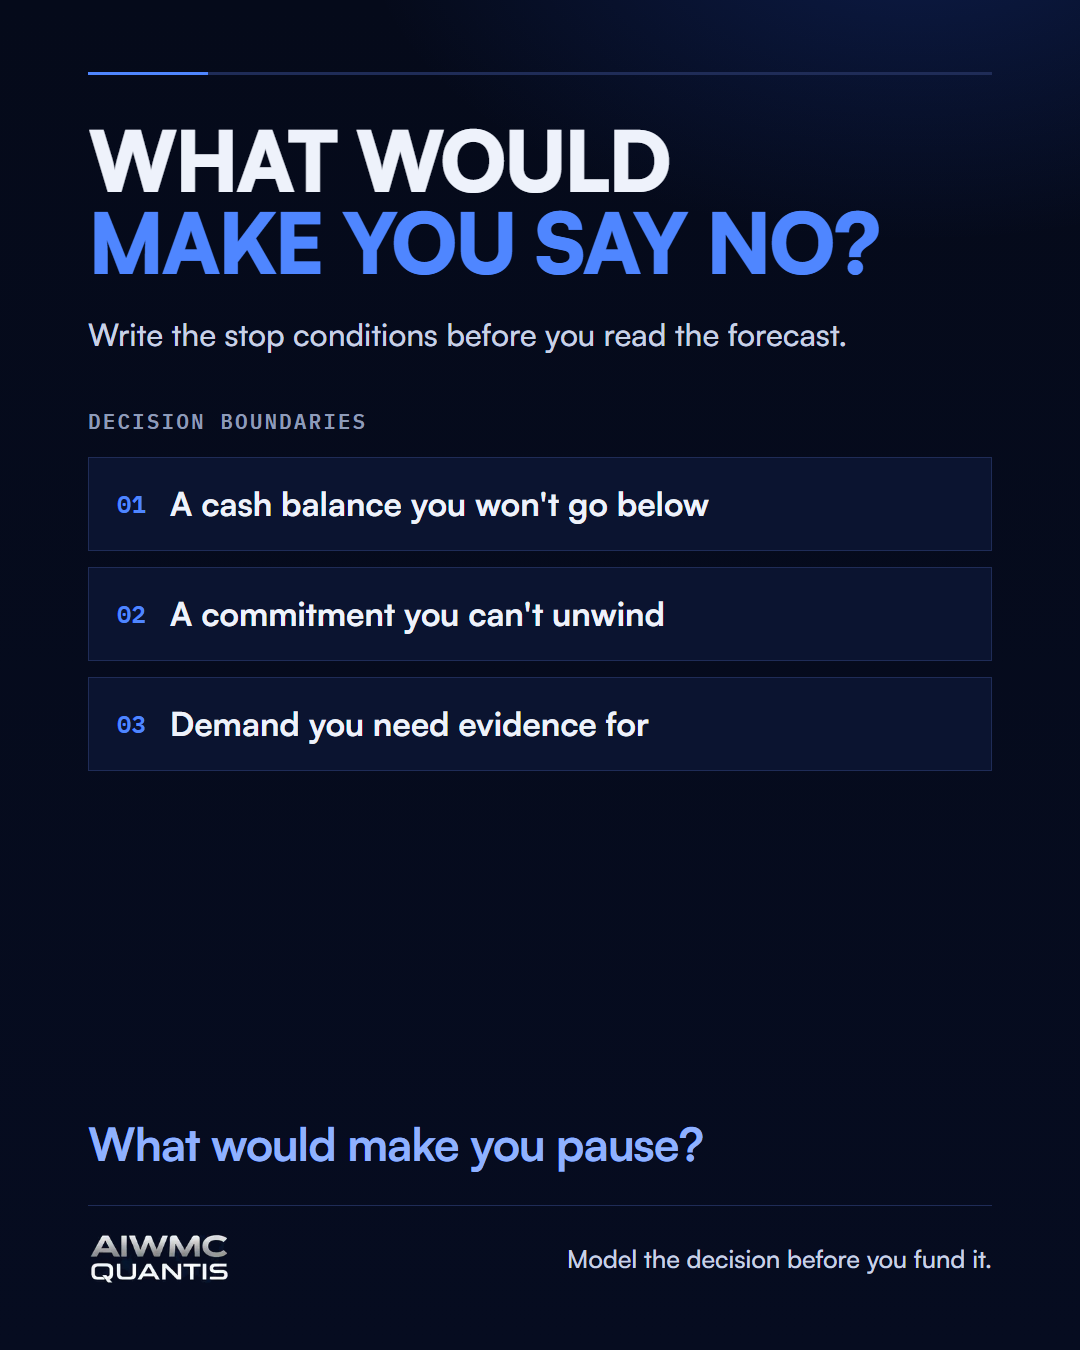 WHAT WOULD
MAKE YOU SAY NO?
Write the stop conditions before you read the forecast.
DECISION BOUNDARIES
01 A cash balance you won't go below
02 A commitment you can't unwind
03 Demand you need evidence for
What would make you pause?
AIWMC
QUANTIS
Model the decision before you fund it.